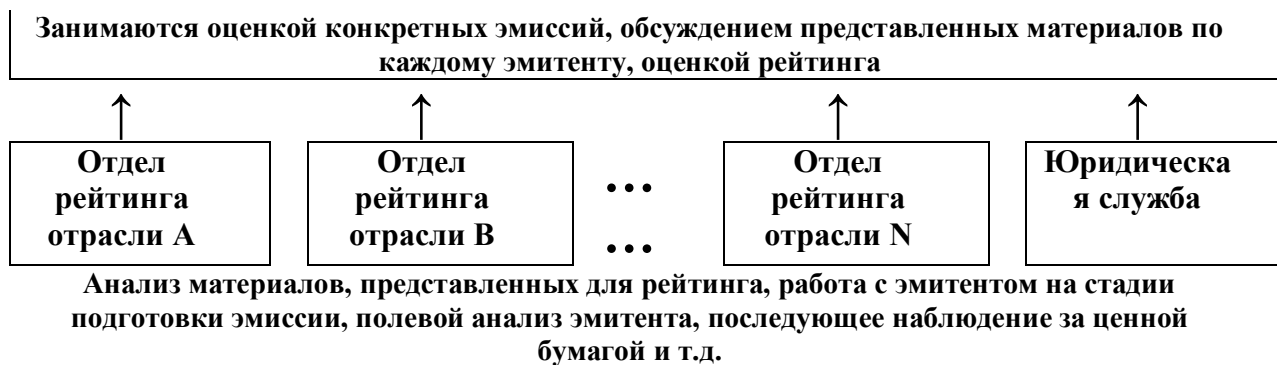 Занимаются оценкой конкретных эмиссий, обсуждением представленных материалов по
каждому эмитенту, оценкой рейтинга
Отдел
рейтинга
отрасли А
Отдел
рейтинга
отрасли В
...
...
Отдел
рейтинга
отрасли N
Юридическа
я служба
Анализ материалов, представленных для рейтинга, работа с эмитентом на стадии
подготовки эмиссии, полевой анализ эмитента, последующее наблюдение за ценной
бумагой и т.д.